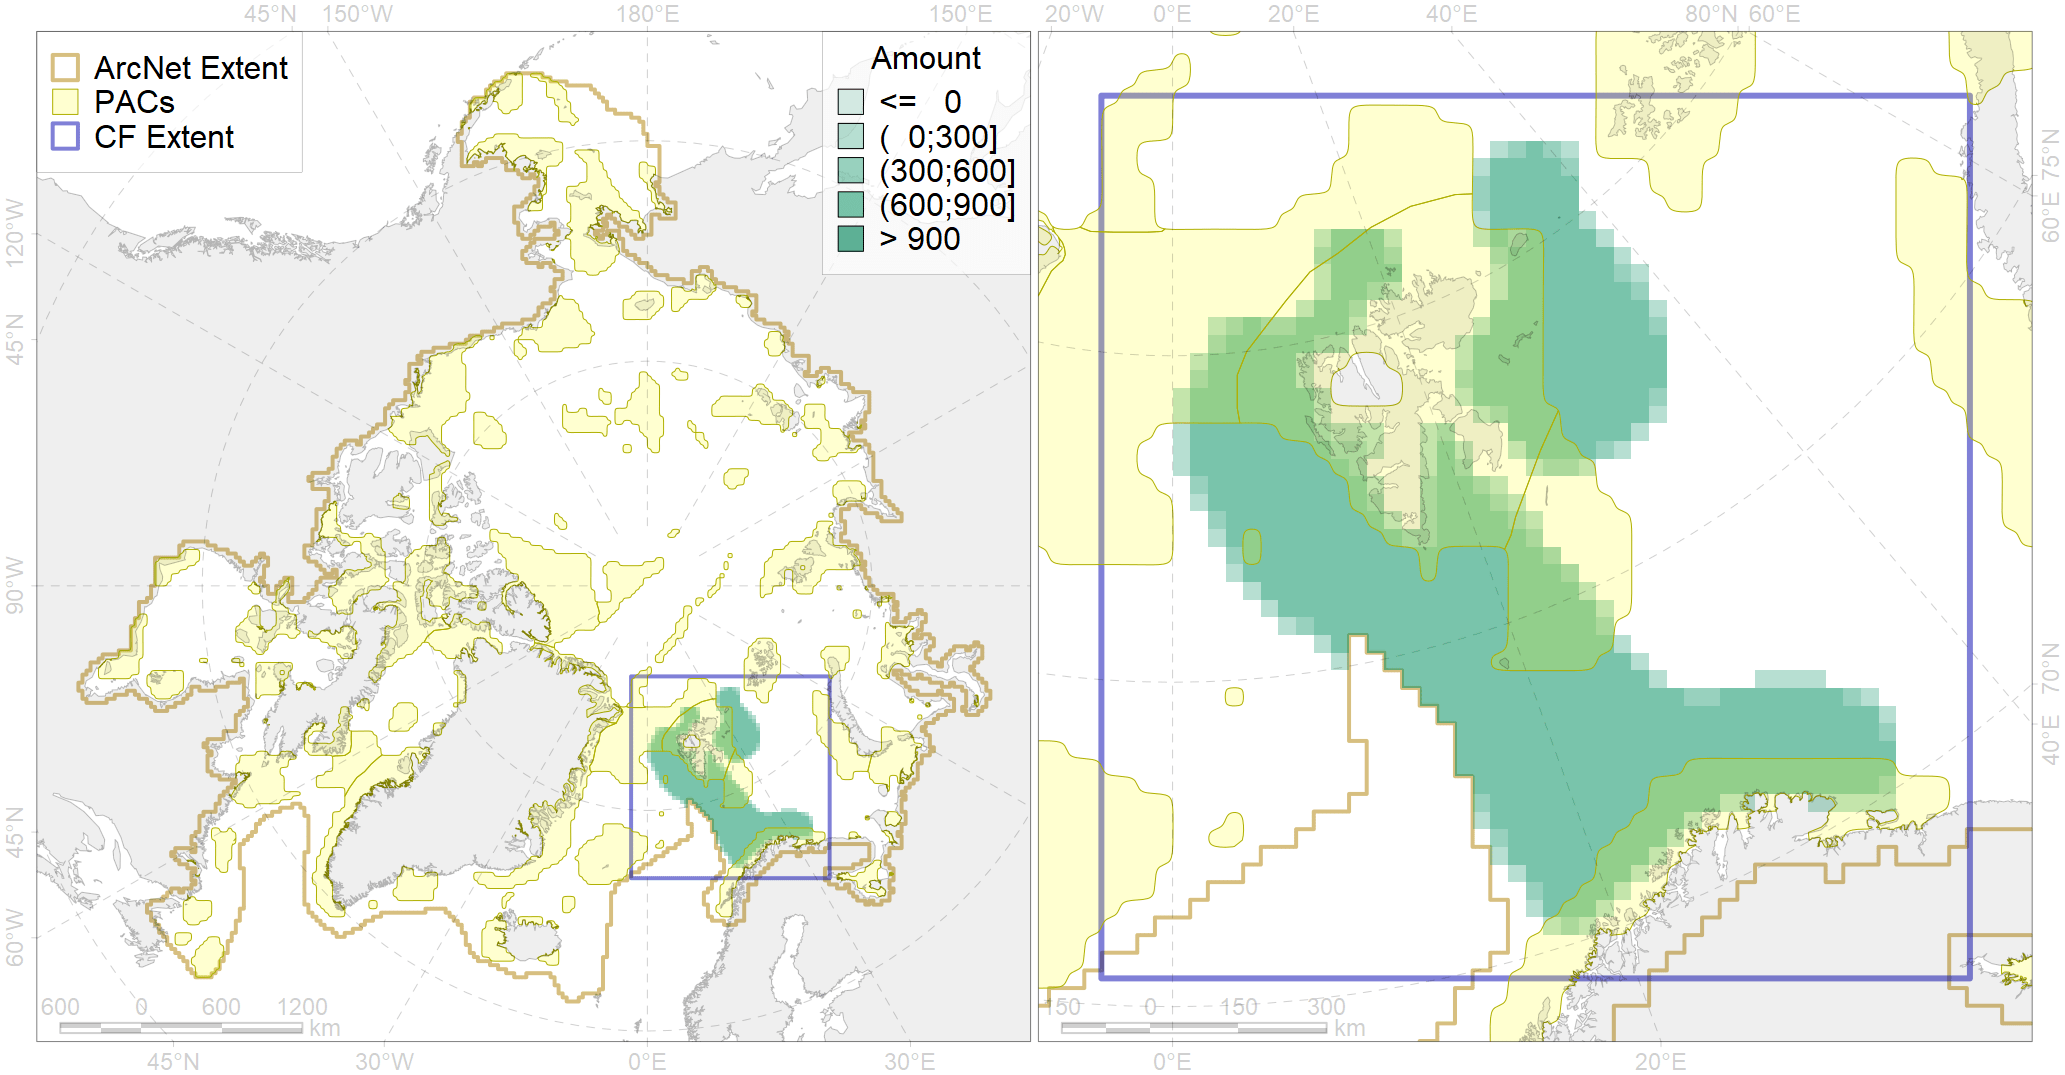 45°N 150°W 180°E 150°E 20°W 0°E 20°E 40°E 80°N 60°E
ArcNet Extent
PACs
CF Extent
Amount
<= 0
( 0;300]
(300;600]
(600;900]
> 900
120°W
45°N
90°W
45°N
60°W
75°N
60°E
70°N
40°E
600 0 600 1200
km
150 0 150 300
km
45°N 30°W 0°E 30°E 0°E 20°E